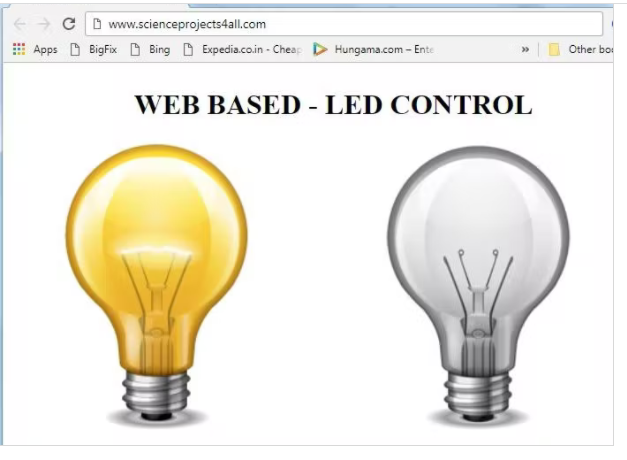 www.scienceprojects4all.com
Apps BigFix Bing Expedia.co.in - Cheap Hungama.com – Ente » Other boo
WEB BASED - LED CONTROL